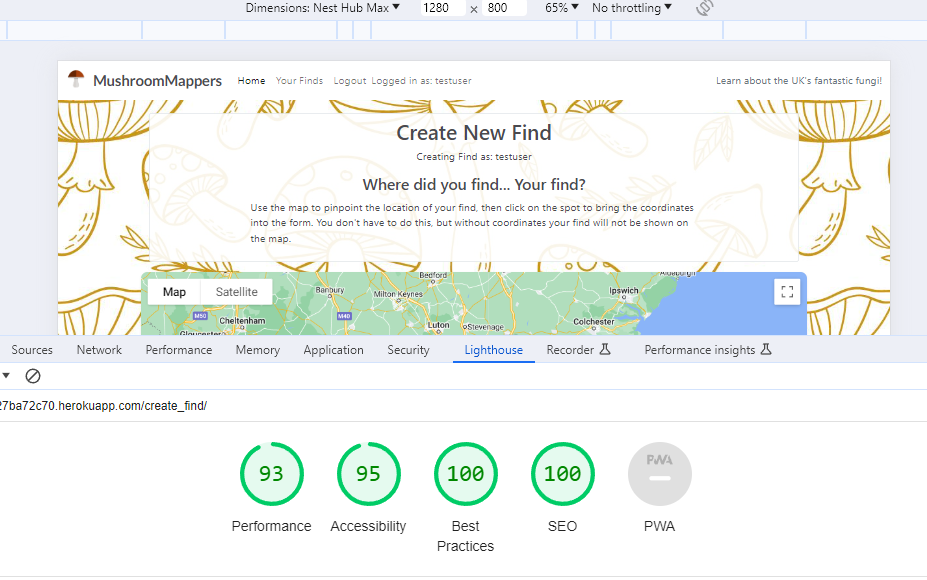 Dimensions: Nest Hub Max 1280 x 800 65% No throttling
MushroomMappers Home Your Finds Logout Logged in as: testuser Learn about the UK's fantastic fungi!
Create New Find
Creating Find as: testuser
Where did you find... Your find?
Use the map to pinpoint the location of your find, then click on the spot to bring the coordinates
into the form. You don't have to do this, but without coordinates your find will not be shown on
the map.
Map Satellite
Bedford
Banbury
Milton Keynes
Ipswich
M50
Cheltenham
M40
Luton
Stevenage
Colchester
Sources Network Performance Memory Application Security Lighthouse Recorder Performance insights
27ba72c70.herokuapp.com/create_find/
93 95 100 100 PWA
Performance Accessibility Best
Practices SEO PWA